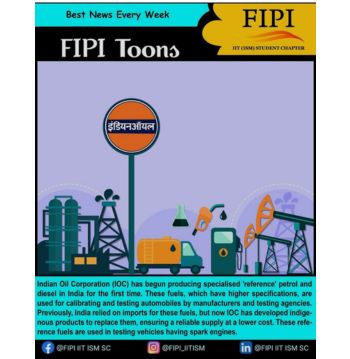 Best News Every Week
FIPI
IIT (ISM) STUDENT CHAPTER
FIPI Toons
इंडियनऑयल
Indian Oil Corporation (IOC) has begun producing specialised 'reference' petrol and
diesel in India for the first time. These fuels, which have higher specifications, are
used for calibrating and testing automobiles by manufacturers and testing agencies.
Previously, India relied on imports for these fuels, but now IOC has developed indige-
nous products to replace them, ensuring a reliable supply at a lower cost. These refe-
rence fuels are used in testing vehicles having spark engines.
@FIPI IIT ISM SC
@FIPI_IITISM
@FIPI IIT ISM SC